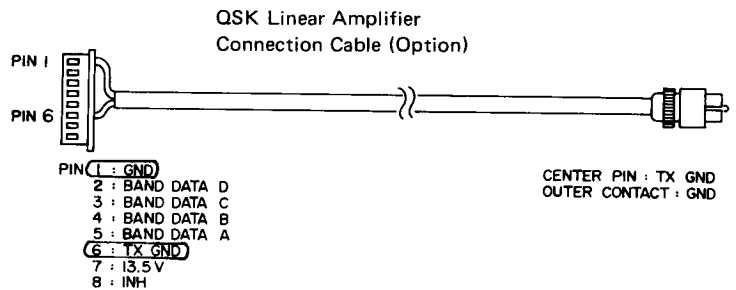 QSK Linear Amplifier
Connection Cable (Option)
PIN 1
PIN 6
PIN 1 : GND
2 : BAND DATA D
3 : BAND DATA C
4 : BAND DATA B
5 : BAND DATA A
6 : TX GND
7 : 13.5V
8 : INH
CENTER PIN : TX GND
OUTER CONTACT : GND